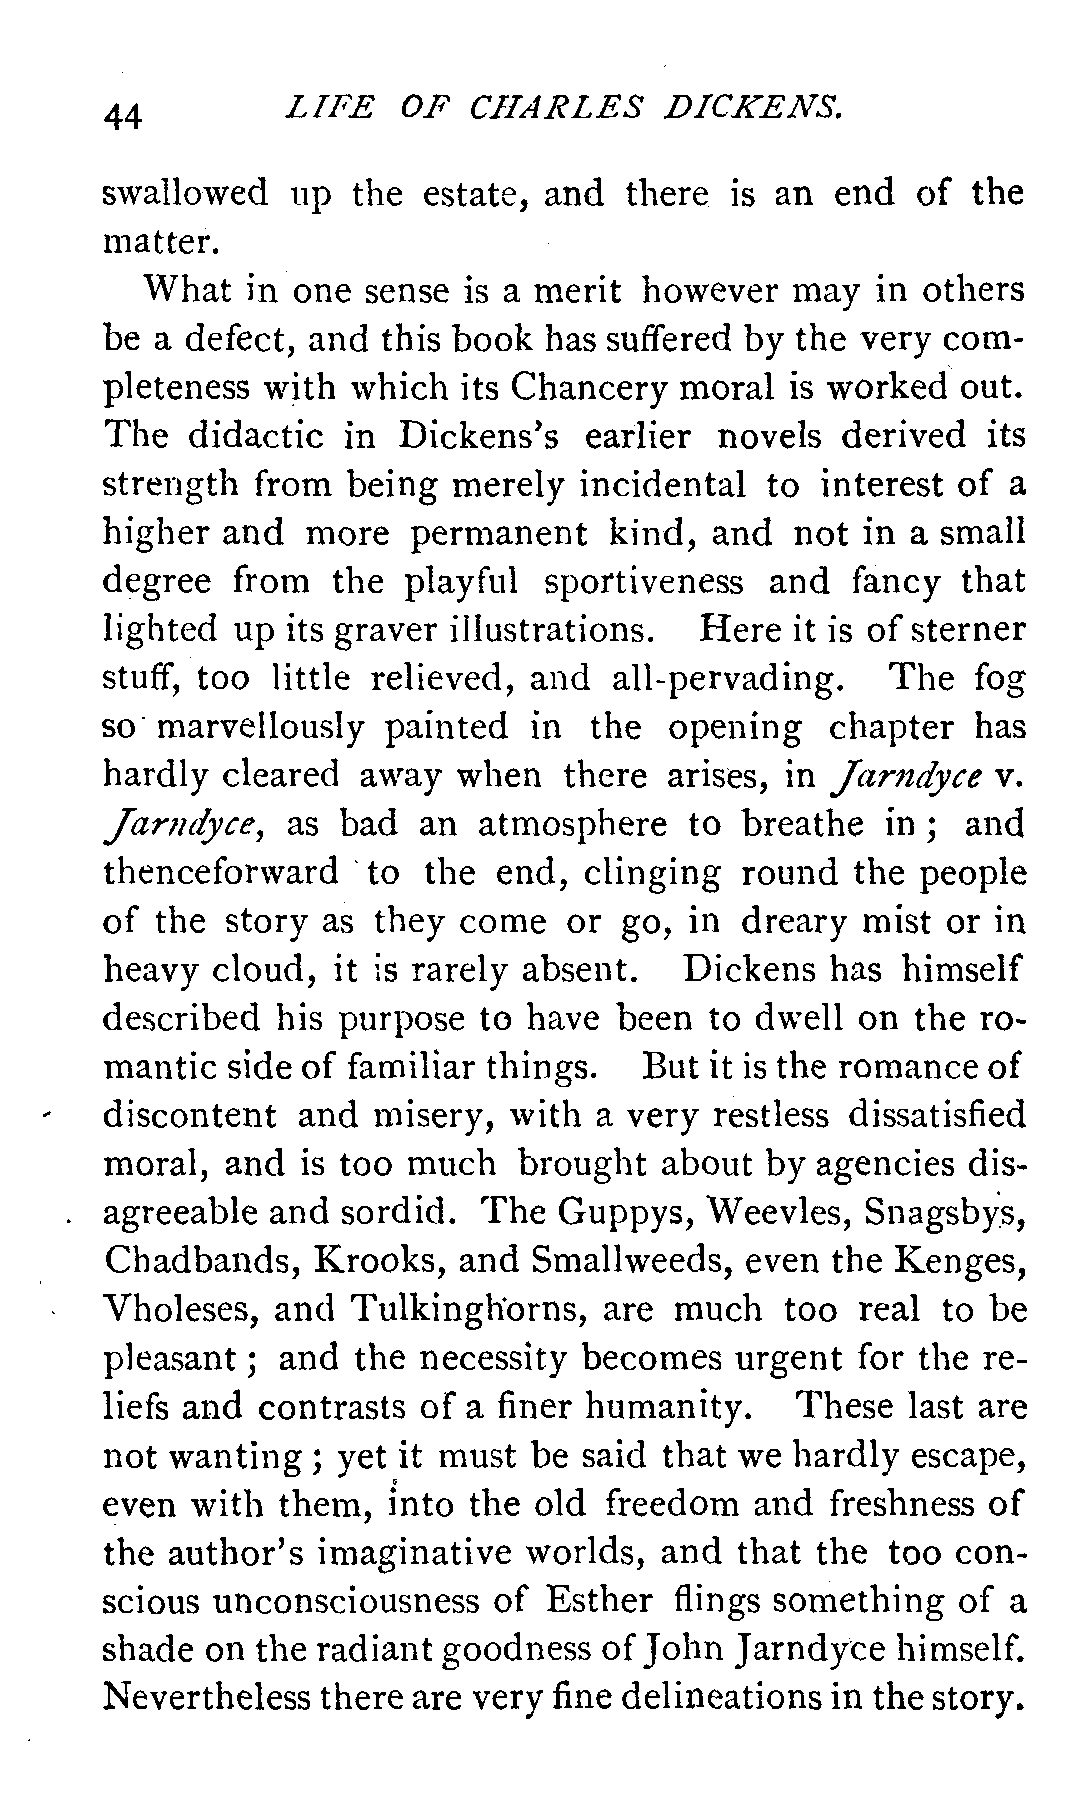 44 LIFE OF CHARLES DICKENS.
swallowed up the estate, and there is an end of the
matter.
What in one sense is a merit however may in others
be a defect, and this book has suffered by the very com-
pleteness with which its Chancery moral is worked out.
The didactic in Dickens's earlier novels derived its
strength from being merely incidental to interest of a
higher and more permanent kind, and not in a small
degree from the playful sportiveness and fancy that
lighted up its graver illustrations. Here it is of sterner
stuff, too little relieved, and all-pervading. The fog
so marvellously painted in the opening chapter has
hardly cleared away when there arises, in Jarndyce v.
Jarndyce, as bad an atmosphere to breathe in ; and
thenceforward to the end, clinging round the people
of the story as they come or go, in dreary mist or in
heavy cloud, it is rarely absent. Dickens has himself
described his purpose to have been to dwell on the ro-
mantic side of familiar things. But it is the romance of
discontent and misery, with a very restless dissatisfied
moral, and is too much brought about by agencies dis-
agreeable and sordid. The Guppys, Weevles, Snagsbys,
Chadbands, Krooks, and Smallweeds, even the Kenges,
Vholeses, and Tulkinghorns, are much too real to be
pleasant ; and the necessity becomes urgent for the re-
liefs and contrasts of a finer humanity. These last are
not wanting ; yet it must be said that we hardly escape,
even with them, into the old freedom and freshness of
the author's imaginative worlds, and that the too con-
scious unconsciousness of Esther flings something of a
shade on the radiant goodness of John Jarndyce himself.
Nevertheless there are very fine delineations in the story.